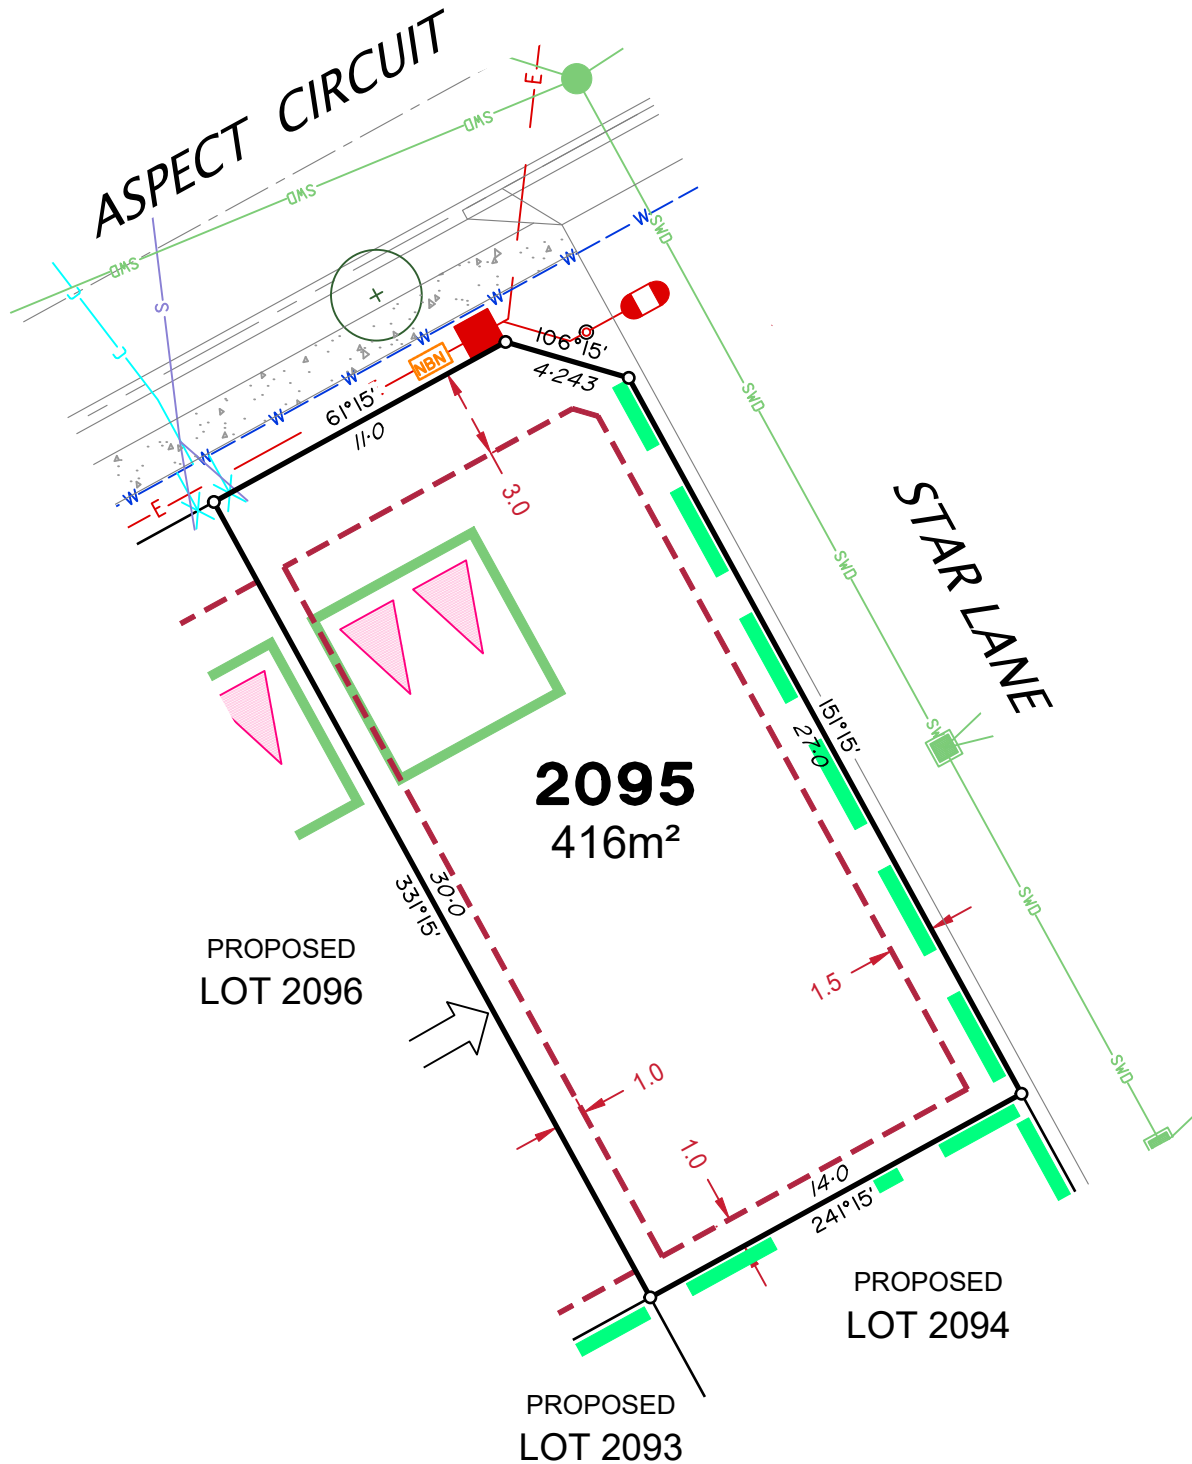 ASPECT CIRCUIT
E
SWD
SWD
SWD
SWD
S
W
W
W
W
W
W
W
W
NBN
106°15'
4·243
61°15'
11·0
E
3.0
STAR LANE
SWD
SWD
SWD
SWD
SWD
2095
416m²
151°15'
27·0
30·0
331°15'
PROPOSED
LOT 2096
1.5
1.0
1.0
14·0
241°15'
PROPOSED
LOT 2094
PROPOSED
LOT 2093